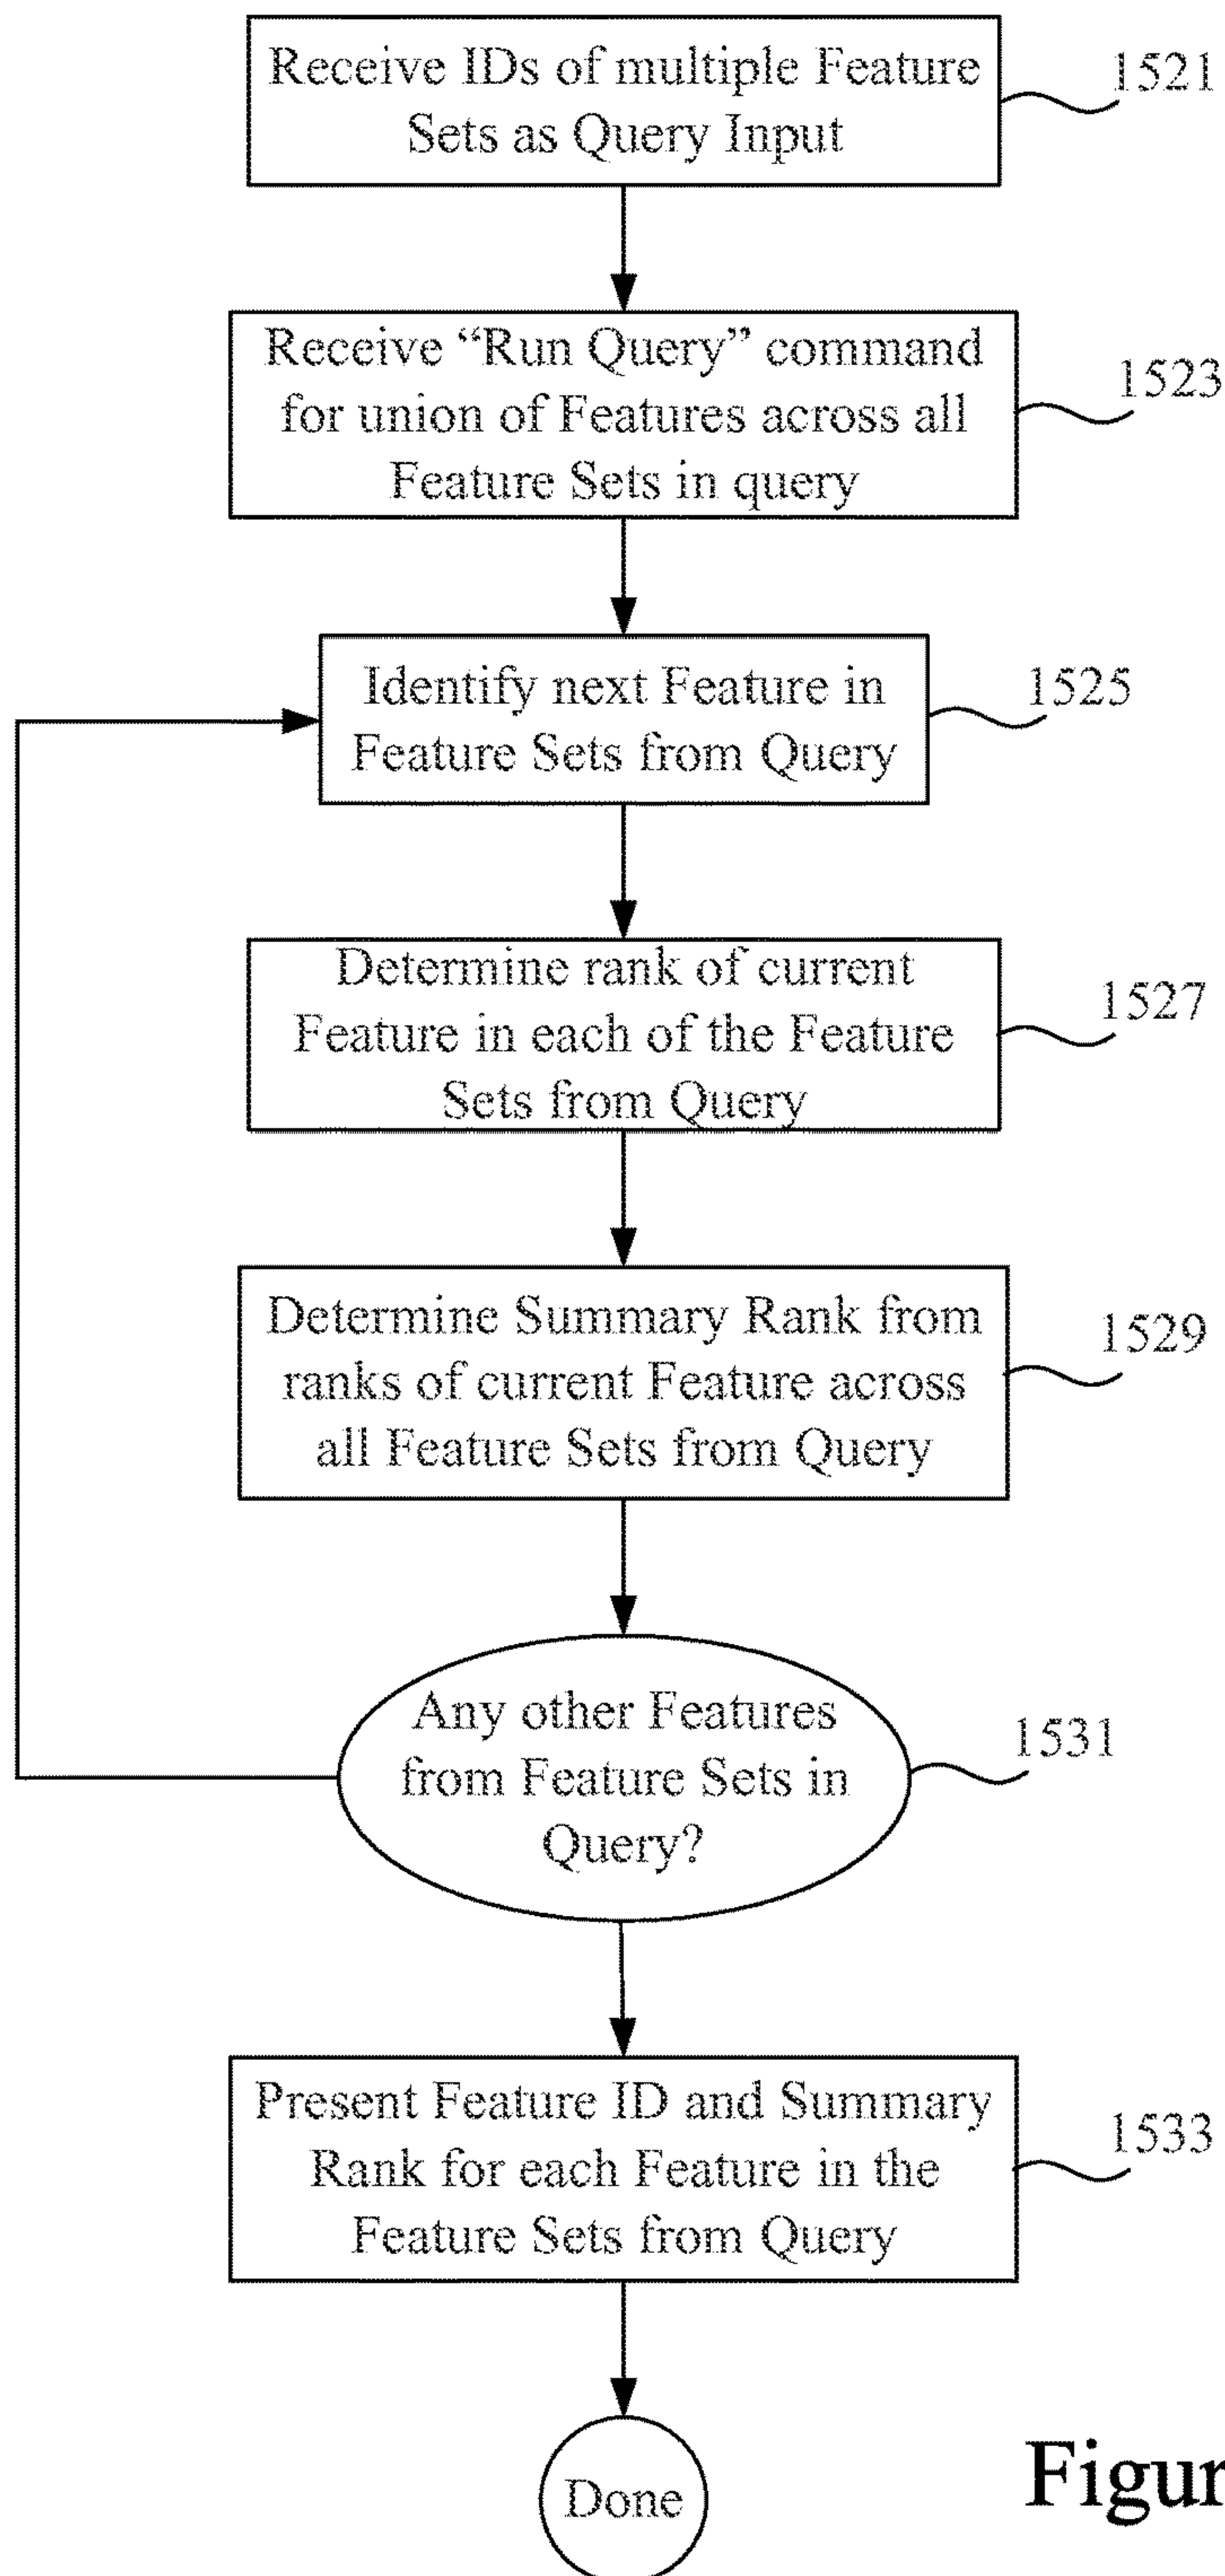 Receive IDs of multiple Feature
Sets as Query Input
1521
Receive “Run Query” command
for union of Features across all
Feature Sets in query
1523
Identify next Feature in
Feature Sets from Query
1525
Determine rank of current
Feature in each of the Feature
Sets from Query
1527
Determine Summary Rank from
ranks of current Feature across
all Feature Sets from Query
1529
Any other Features
from Feature Sets in
Query?
1531
Present Feature ID and Summary
Rank for each Feature in the
Feature Sets from Query
1533
Done
Figur